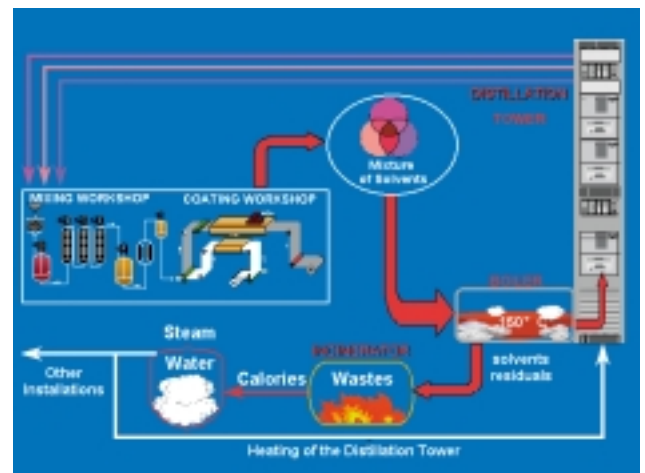 DISTILLATION
TOWER
Mixture
of Solvents
MIXING WORKSHOP
COATING WORKSHOP
BOILER
150° C
Steam
Water
Other
Installations
Calories
INCINERATOR
Wastes
solvents
residuals
Heating of the Distillation Tower